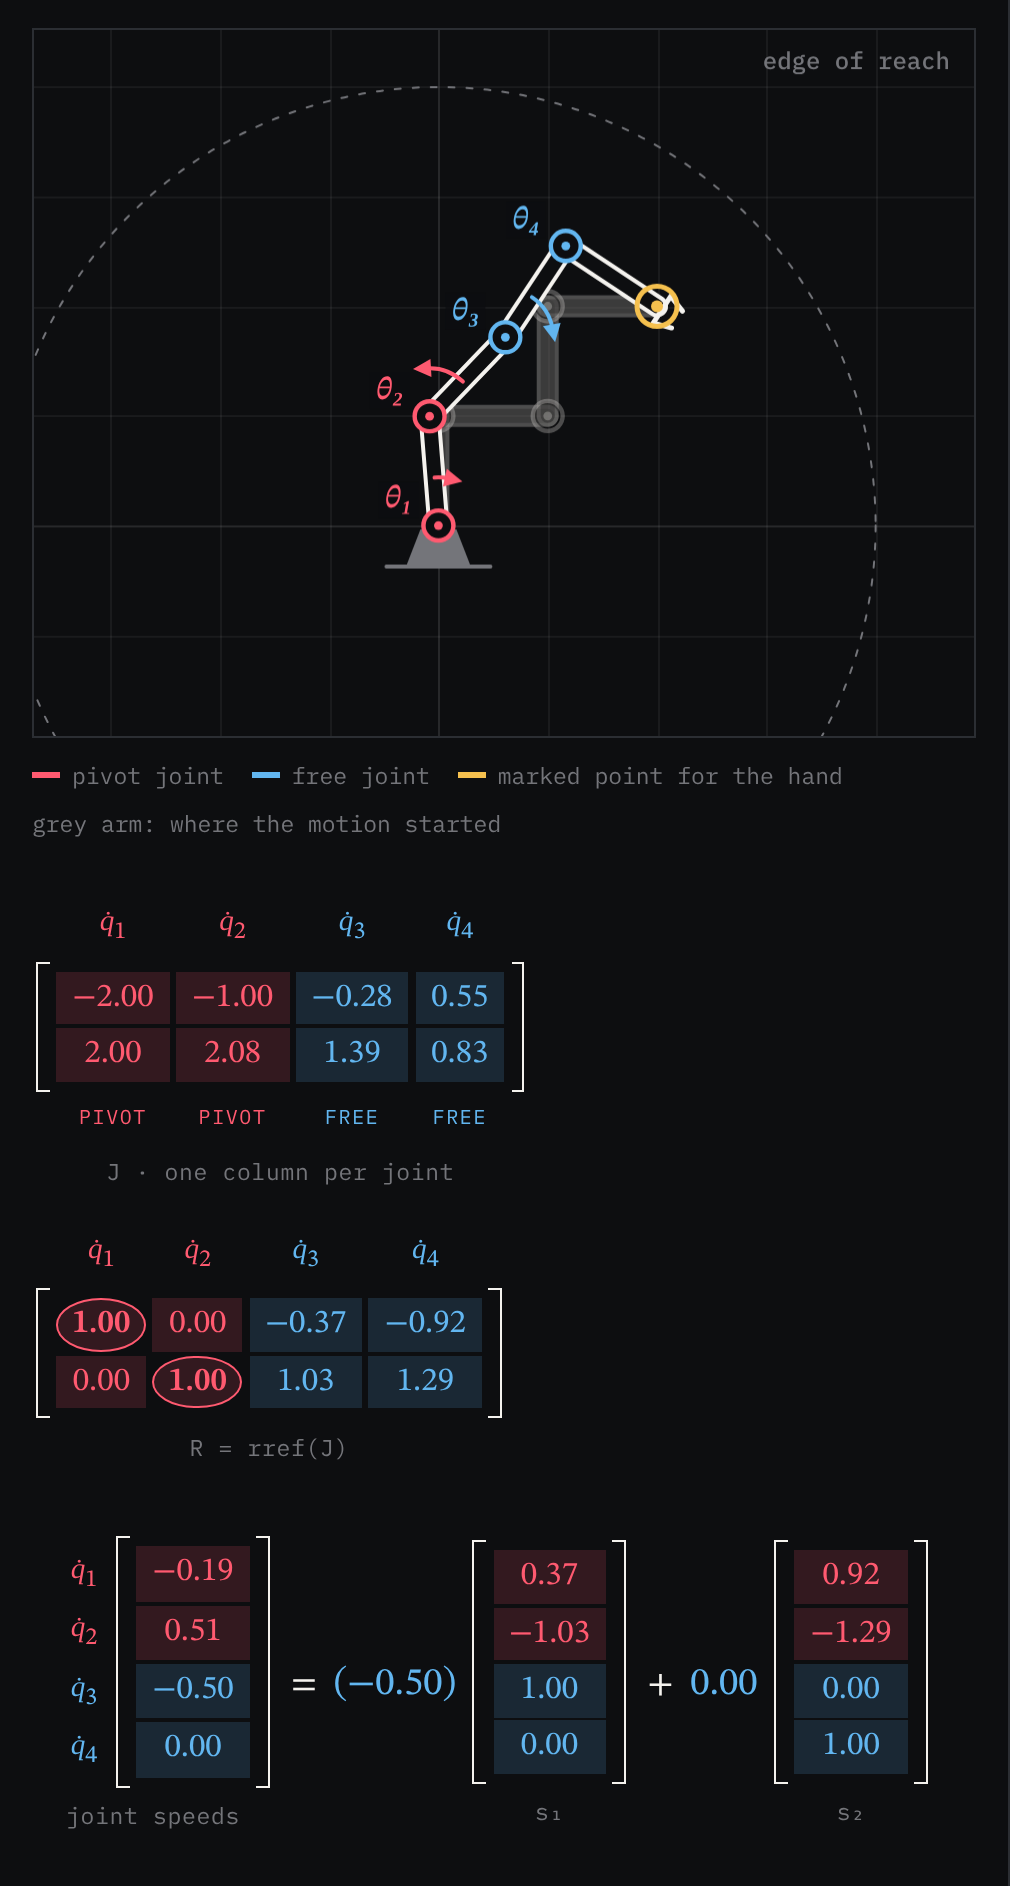 edge of reach
θ₄
θ₃
θ₂
θ₁
pivot joint free joint marked point for the hand
grey arm: where the motion started
q̇₁ q̇₂ q̇₃ q̇₄
−2.00 −1.00 −0.28 0.55
2.00 2.08 1.39 0.83
PIVOT PIVOT FREE FREE
J · one column per joint
q̇₁ q̇₂ q̇₃ q̇₄
1.00 0.00 −0.37 −0.92
0.00 1.00 1.03 1.29
R = rref(J)
q̇₁ −0.19 0.37 0.92
q̇₂ 0.51 −1.03 −1.29
q̇₃ −0.50 = (−0.50) 1.00 + 0.00 0.00
q̇₄ 0.00 0.00 1.00
joint speeds s₁ s₂